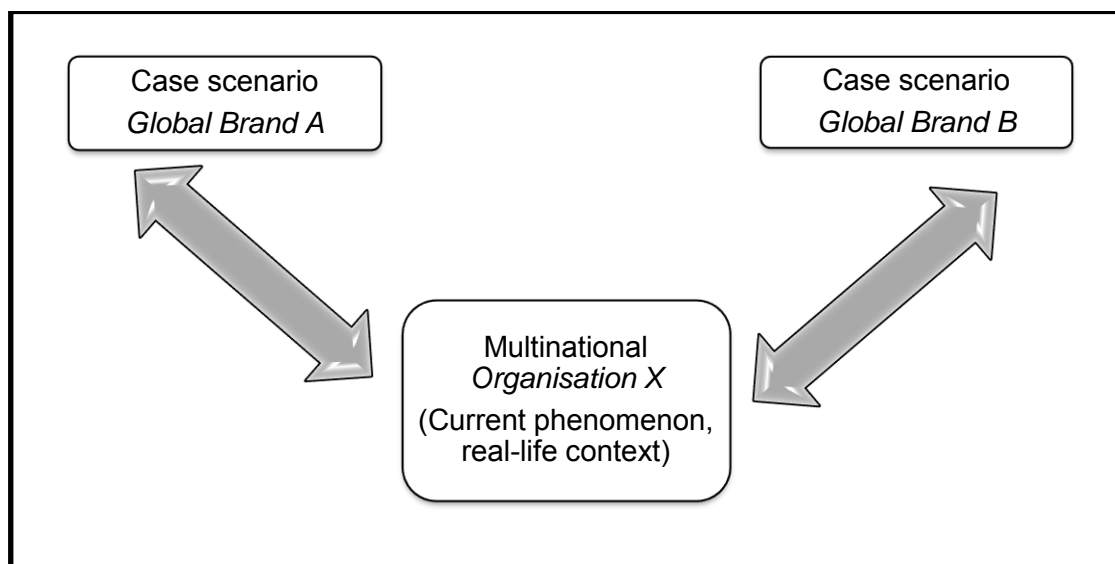 Case scenario
Global Brand A
Case scenario
Global Brand B
Multinational
Organisation X
(Current phenomenon,
real-life context)